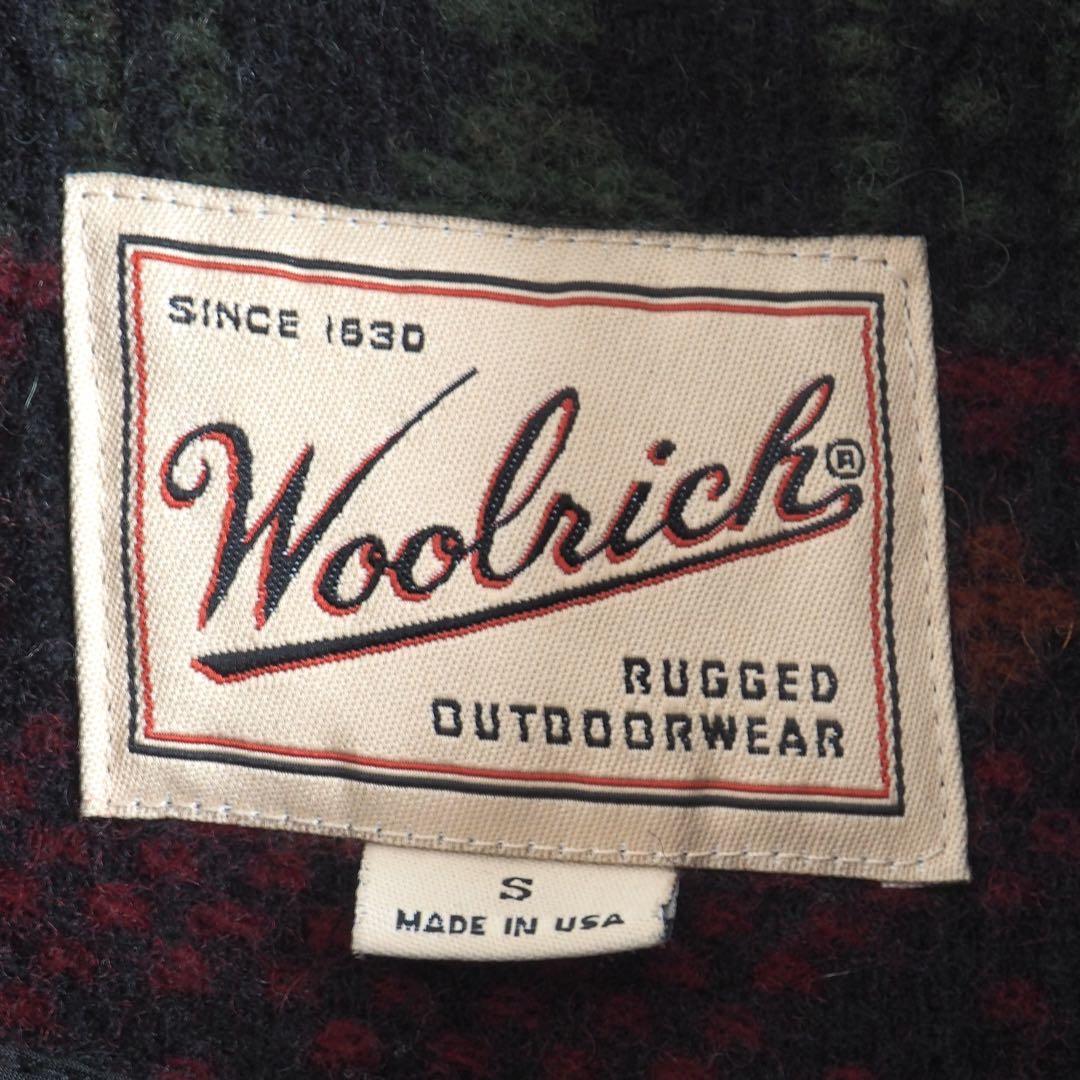 SINCE 1830
Woolrich®
RUGGED
OUTDOORWEAR
S
MADE IN USA